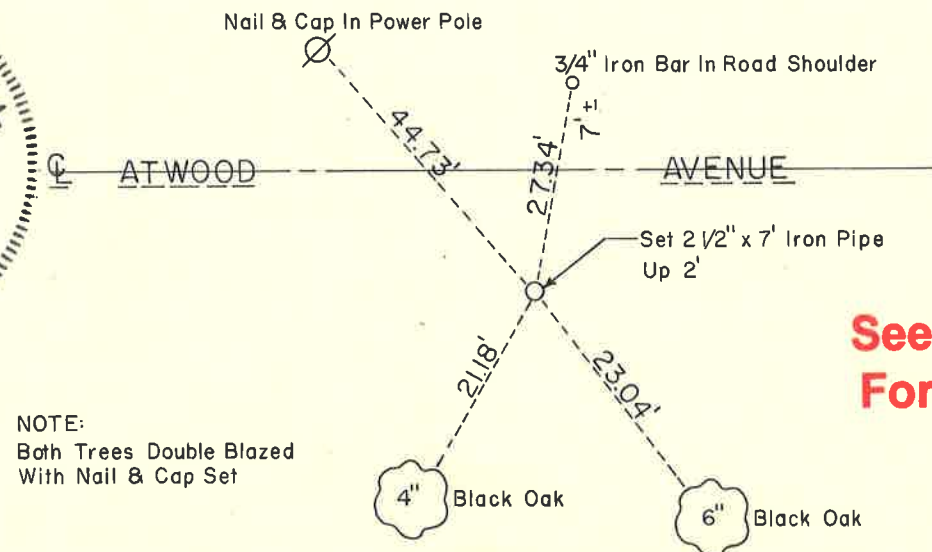 Nail & Cap In Power Pole
3/4" Iron Bar In Road Shoulder
44.73'
27.34'
7'±
℄ ATWOOD AVENUE
Set 2 1/2" x 7' Iron Pipe
Up 2'
See
For
21.18'
23.04'
NOTE:
Both Trees Double Blazed
With Nail & Cap Set
4" Black Oak
6" Black Oak